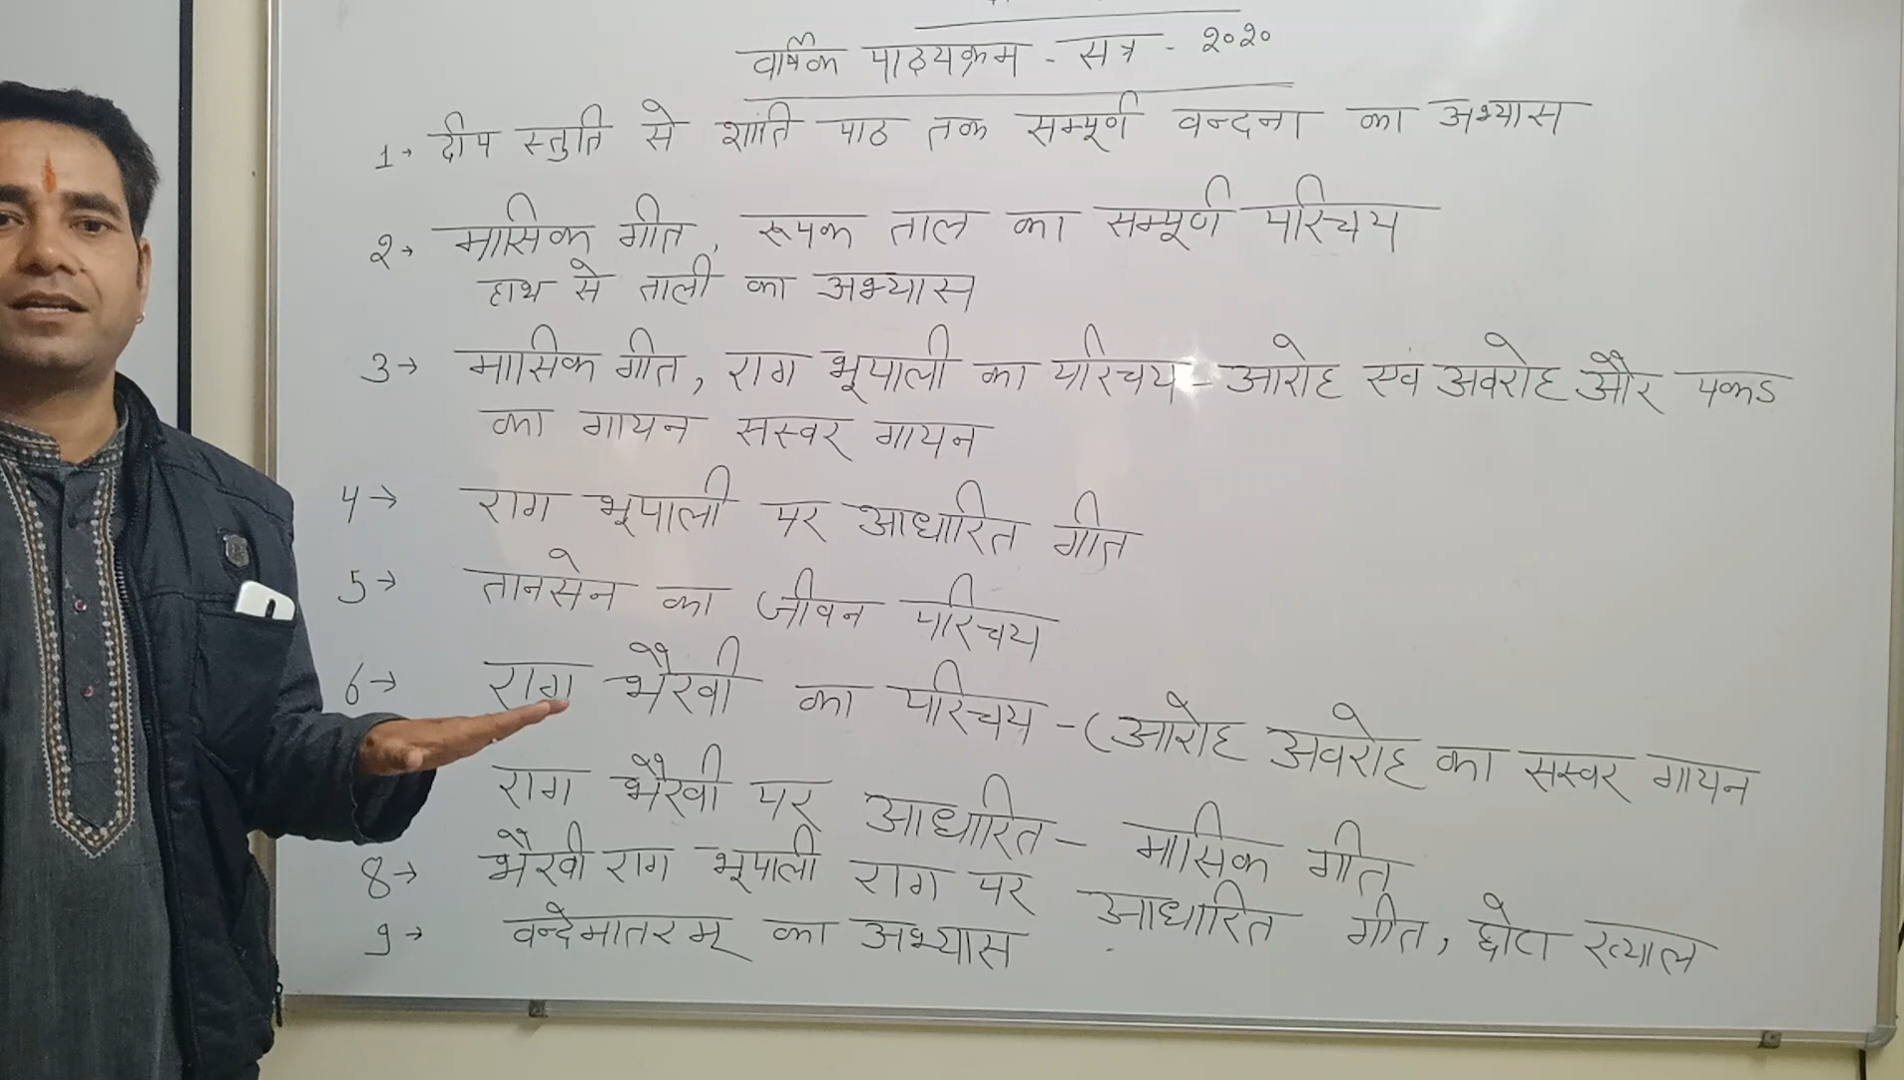 वार्षिक पाठ्यक्रम - सत्र - २०२०
1→ दीप स्तुति से शांति पाठ तक सम्पूर्ण वन्दना का अभ्यास
२→ मासिक गीत, रूपक ताल का सम्पूर्ण परिचय
हाथ से ताली का अभ्यास
3→ मासिक गीत, राग भूपाली का परिचय - आरोह एवं अवरोह और पकड
का गायन सस्वर गायन
4→ राग भूपाली पर आधारित गीत
5→ तानसेन का जीवन परिचय
6→ राग भैरवी का परिचय - (आरोह अवरोह का सस्वर गायन
राग भैरवी पर आधारित - मासिक गीत
8→ भैरवी राग भूपाली राग पर आधारित गीत, छोटा ख्याल
9→ वन्देमातरम् का अभ्यास